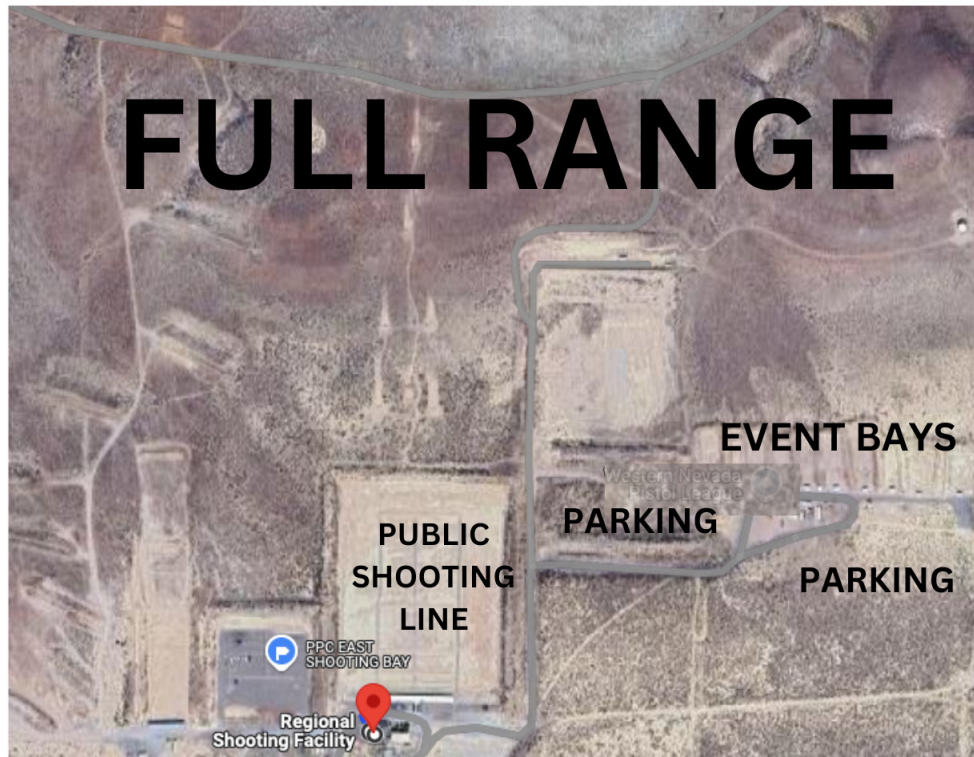 FULL RANGE
EVENT BAYS
Western Nevada
Pistol League
PARKING
PUBLIC
SHOOTING
LINE
PARKING
PPC EAST
SHOOTING BAY
Regional
Shooting Facility